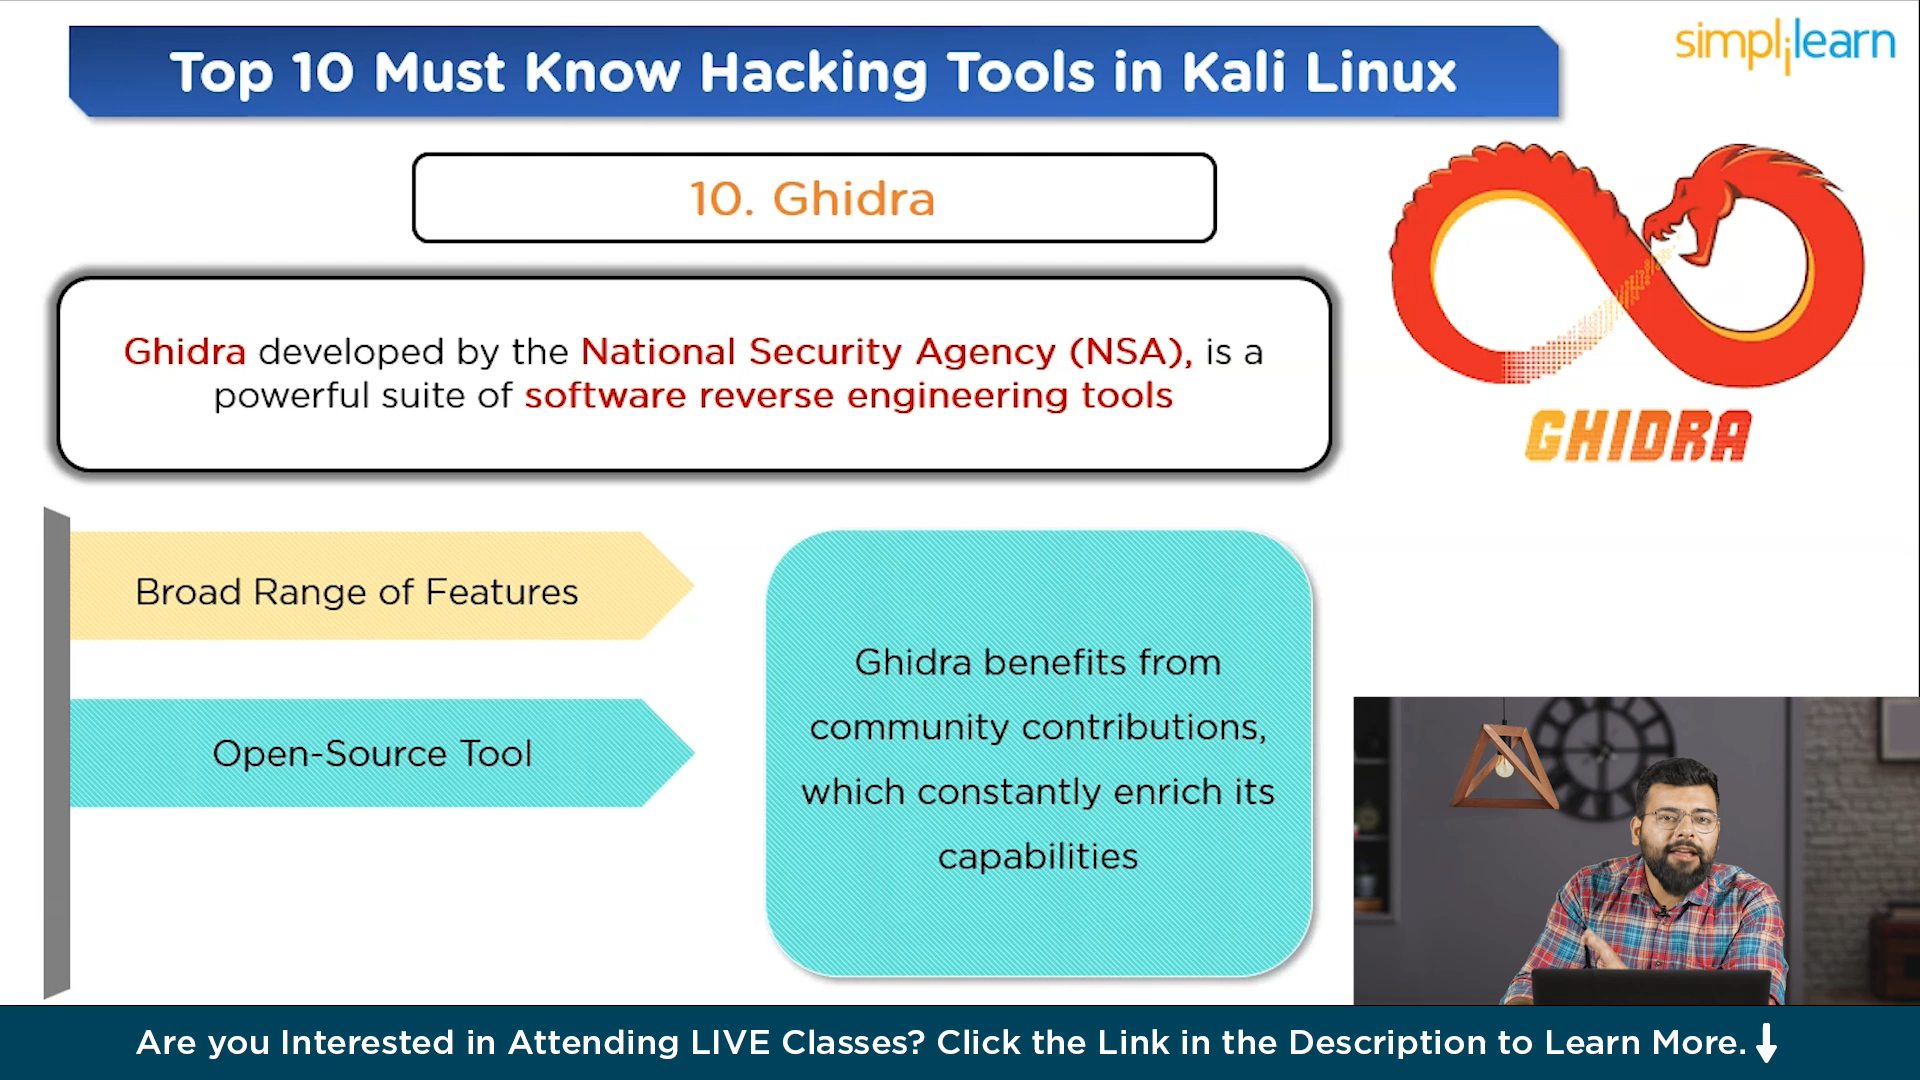 Top 10 Must Know Hacking Tools in Kali Linux
simplilearn
10. Ghidra
Ghidra developed by the National Security Agency (NSA), is a
powerful suite of software reverse engineering tools
GHIDRA
Broad Range of Features
Open-Source Tool
Ghidra benefits from
community contributions,
which constantly enrich its
capabilities
Are you Interested in Attending LIVE Classes? Click the Link in the Description to Learn More.